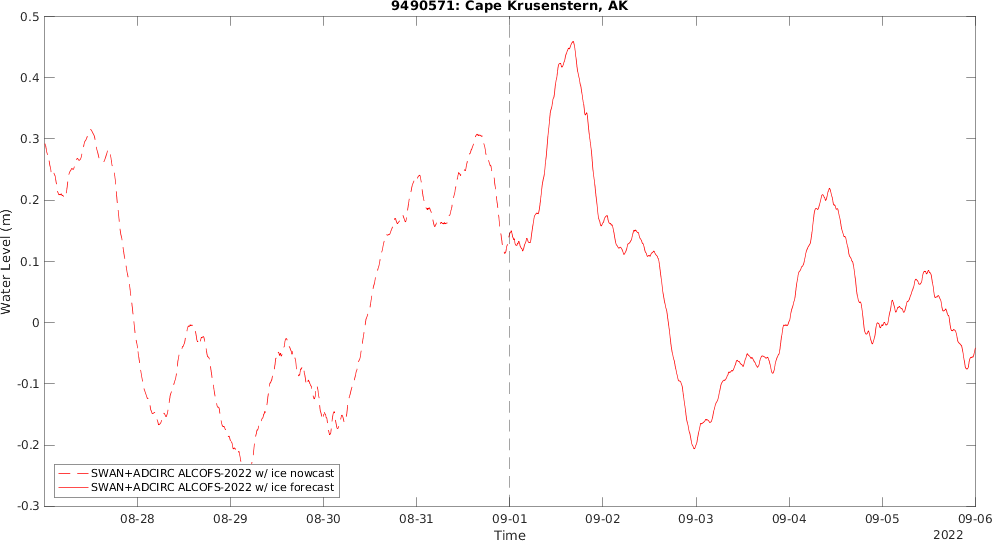 9490571: Cape Krusenstern, AK
0.5
0.4
0.3
0.2
0.1
0
-0.1
-0.2
-0.3
Water Level (m)
SWAN+ADCIRC ALCOFS-2022 w/ ice nowcast
SWAN+ADCIRC ALCOFS-2022 w/ ice forecast
08-28 08-29 08-30 08-31 09-01 09-02 09-03 09-04 09-05 09-06
Time
2022